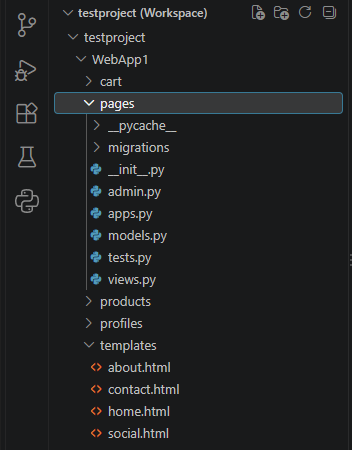 testproject (Workspace)
testproject
WebApp1
cart
pages
__pycache__
migrations
__init__.py
admin.py
apps.py
models.py
tests.py
views.py
products
profiles
templates
about.html
contact.html
home.html
social.html